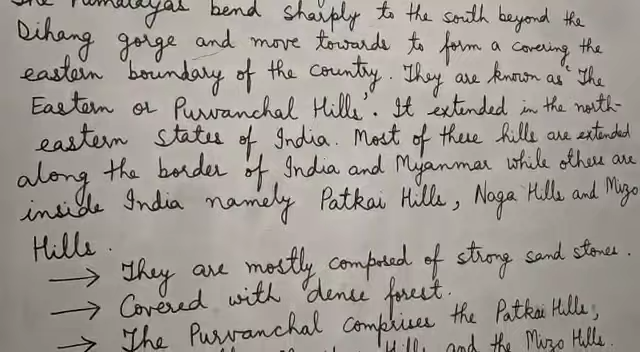 The Himalayas bend sharply to the south beyond the
Dihang gorge and move towards to form a covering the
eastern boundary of the country. They are known as 'The
Eastern or Purvanchal Hills'. It extended in the north-
eastern states of India. Most of these hills are extended
along the border of India and Myanmar while others are
inside India namely Patkai Hills, Naga Hills and Mizo
Hills.
→ They are mostly composed of strong sand stones.
→ Covered with dense forest.
→ The Purvanchal comprises the Patkai Hills,
Hills and the Mizo Hills.